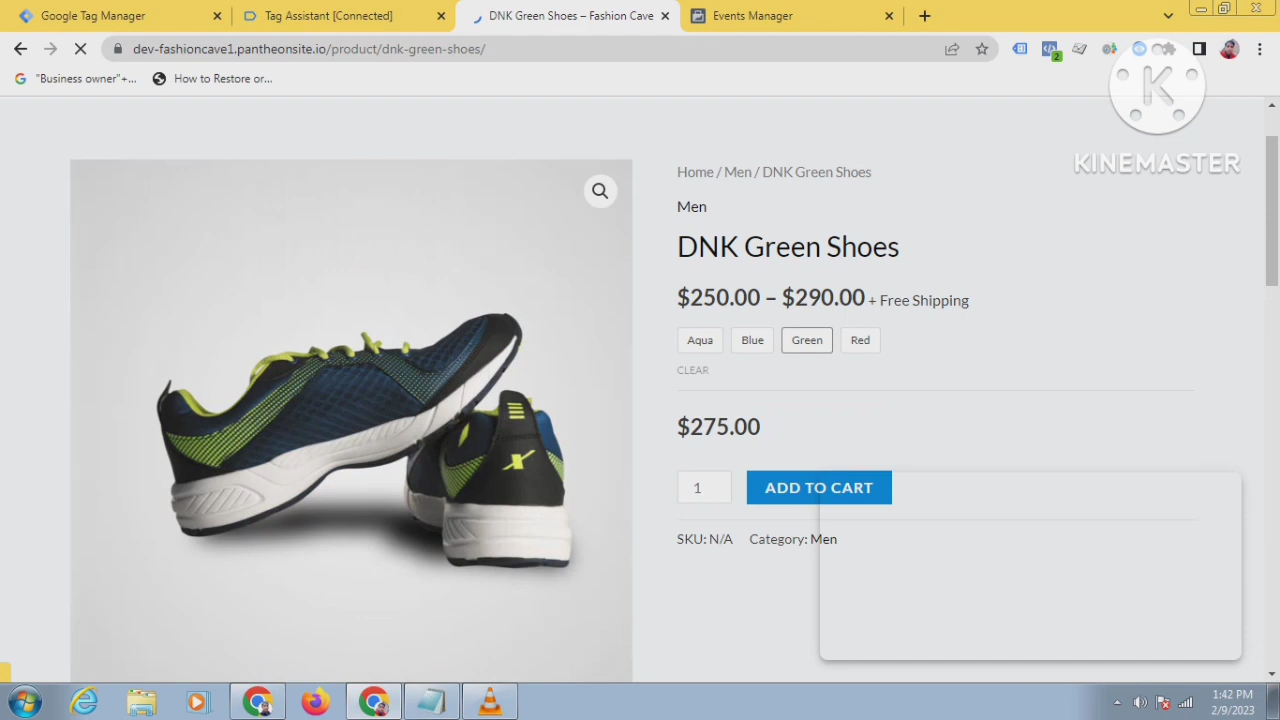 Google Tag Manager
Tag Assistant [Connected]
DNK Green Shoes – Fashion Cave
Events Manager
dev-fashioncave1.pantheonsite.io/product/dnk-green-shoes/
2
"Business owner"+...
How to Restore or...
K
KINEMASTER
Home / Men / DNK Green Shoes
Men
DNK Green Shoes
$250.00 – $290.00 + Free Shipping
Aqua Blue Green Red
CLEAR
$275.00
1 ADD TO CART
SKU: N/A Category: Men
1:42 PM
2/9/2023